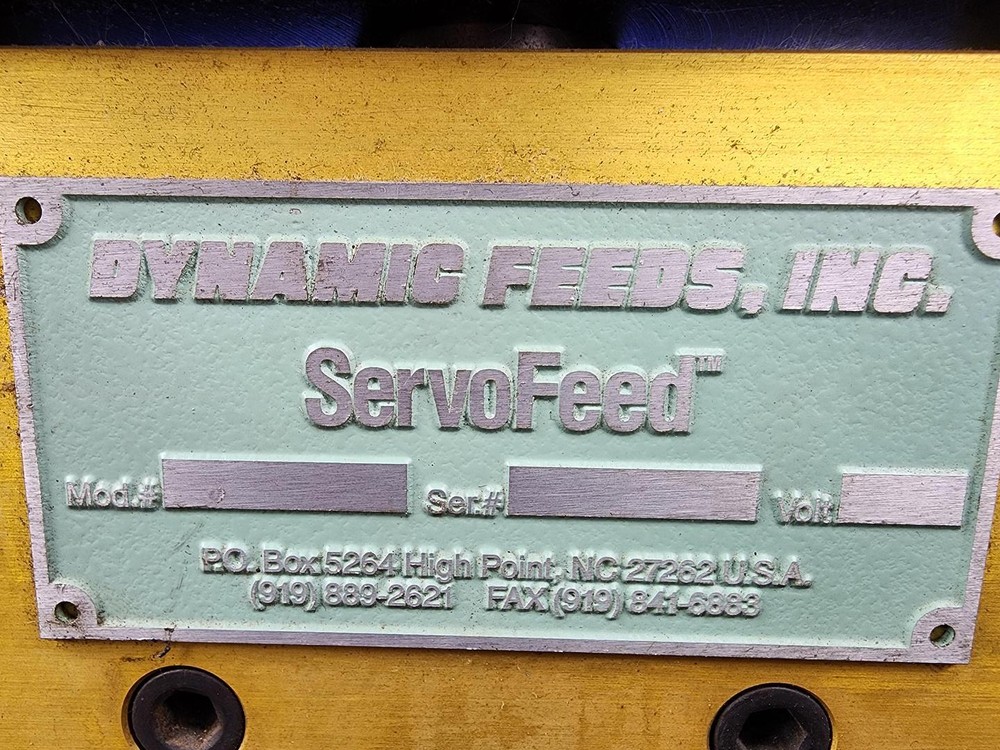 DYNAMIC FEEDS, INC.
ServoFeed™
Mod.# Ser.# Volt
P.O. Box 5264 High Point, NC 27262 U.S.A.
(919) 889-2621 FAX (919) 841-6883